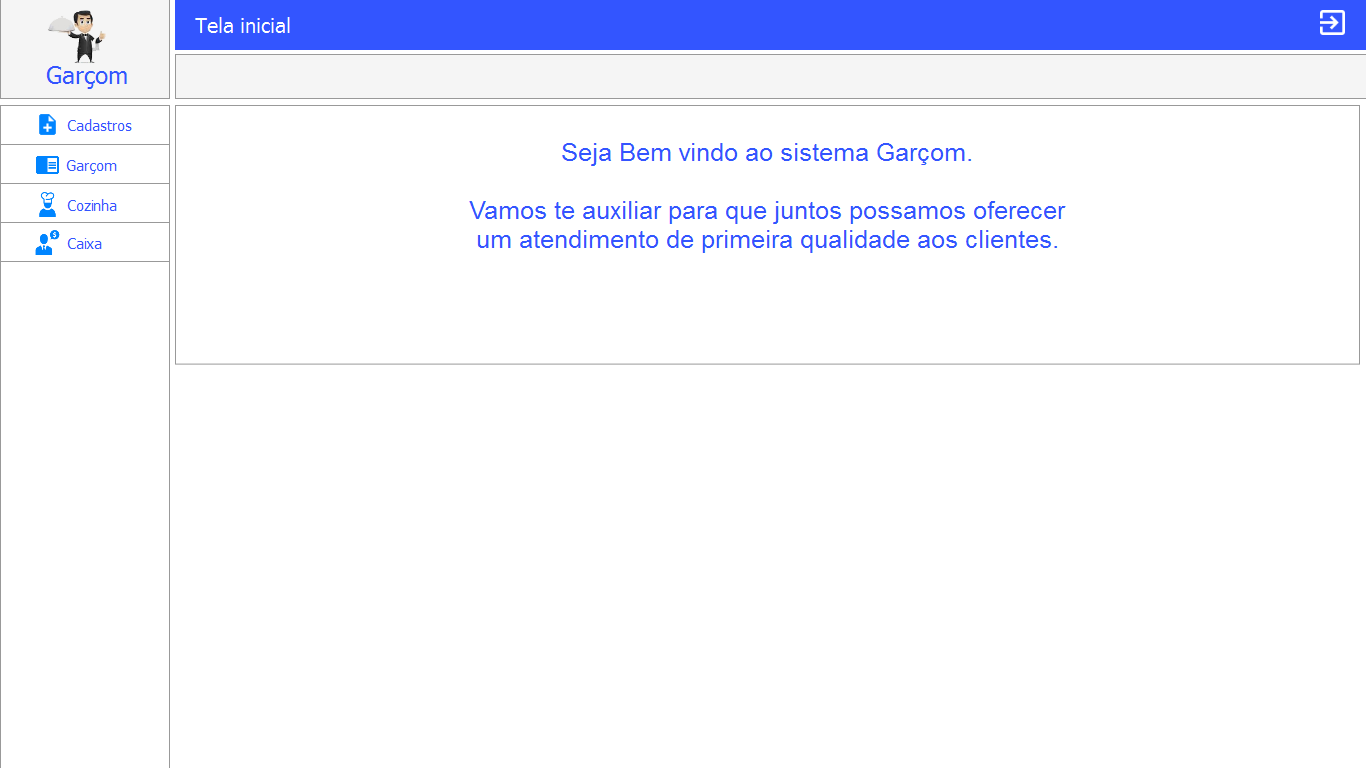 Garçom
Tela inicial
Cadastros
Garçom
Cozinha
Caixa
Seja Bem vindo ao sistema Garçom.
Vamos te auxiliar para que juntos possamos oferecer
um atendimento de primeira qualidade aos clientes.